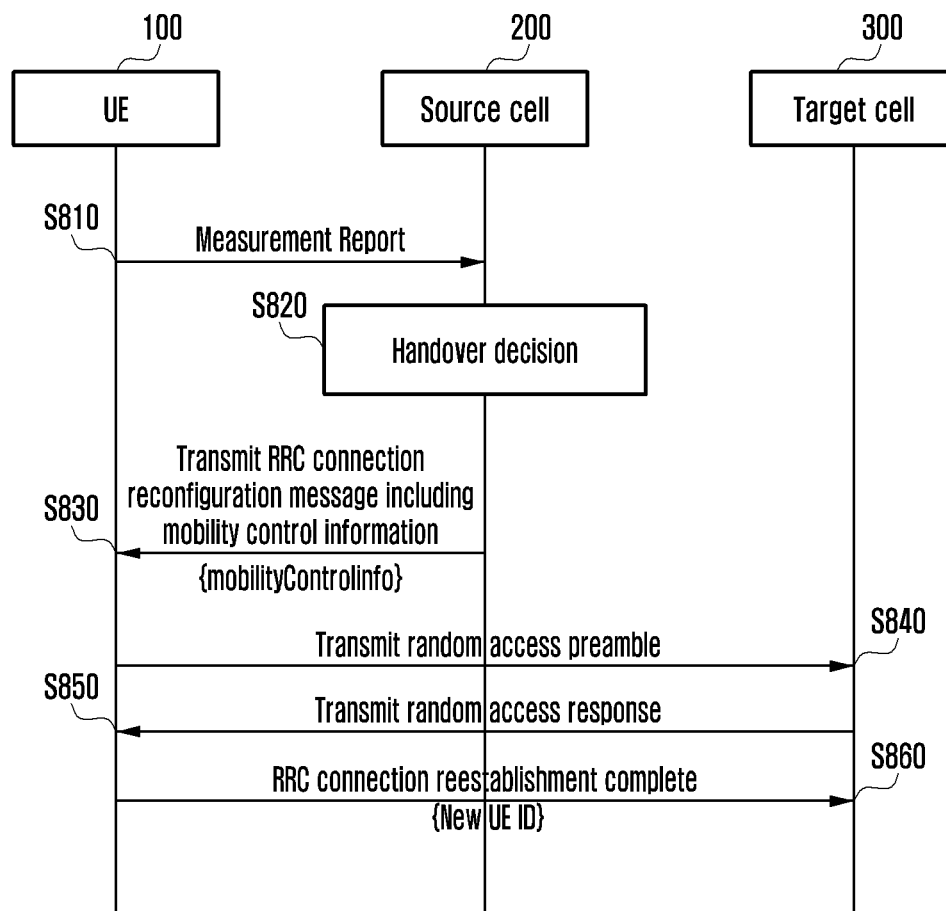 100
200
300
UE
Source cell
Target cell
S810
Measurement Report
S820
Handover decision
Transmit RRC connection
reconfiguration message including
mobility control information
S830
{mobilityControlinfo}
S840
Transmit random access preamble
S850
Transmit random access response
S860
RRC connection reestablishment complete
{New UE ID}